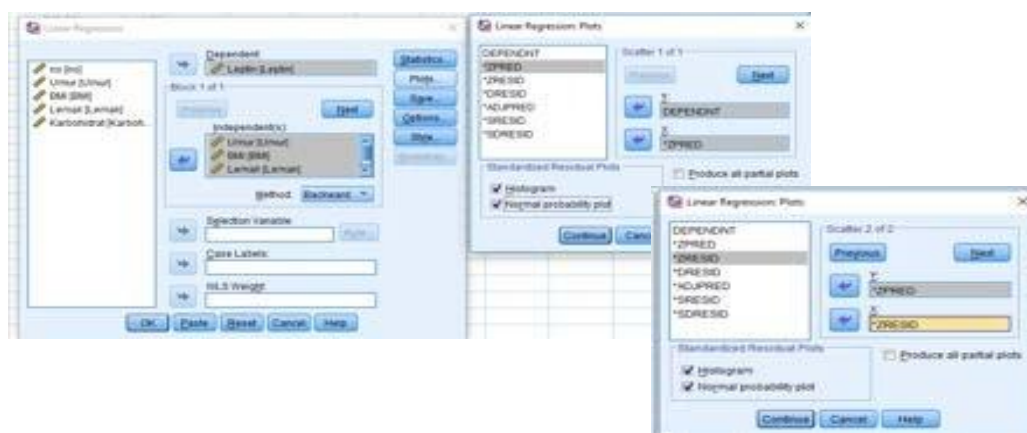 Linear Regression
no [no]
Umur [Umur]
BMI [BMI]
Lemak [Lemak]
Karbohidrat [Karboh...
Dependent:
Leptin [Leptin]
Block 1 of 1
Previous
Next
Independent(s):
Umur [Umur]
BMI [BMI]
Lemak [Lemak]
Method: Backward
Selection Variable:
Rule...
Case Labels:
WLS Weight:
Statistics...
Plots...
Save...
Options...
Style...
OK Paste Reset Cancel Help
Linear Regression: Plots
DEPENDNT
*ZPRED
*ZRESID
*DRESID
*ADJPRED
*SRESID
*SDRESID
Scatter 1 of 1
Previous
Next
Y:
DEPENDNT
X:
*ZPRED
Standardized Residual Plots
Histogram
Normal probability plot
Produce all partial plots
Continue
Linear Regression: Plots
DEPENDNT
*ZPRED
*ZRESID
*DRESID
*ADJPRED
*SRESID
*SDRESID
Scatter 2 of 2
Previous
Next
Y:
*ZPRED
X:
*ZRESID
Standardized Residual Plots
Histogram
Normal probability plot
Produce all partial plots
Continue Cancel Help